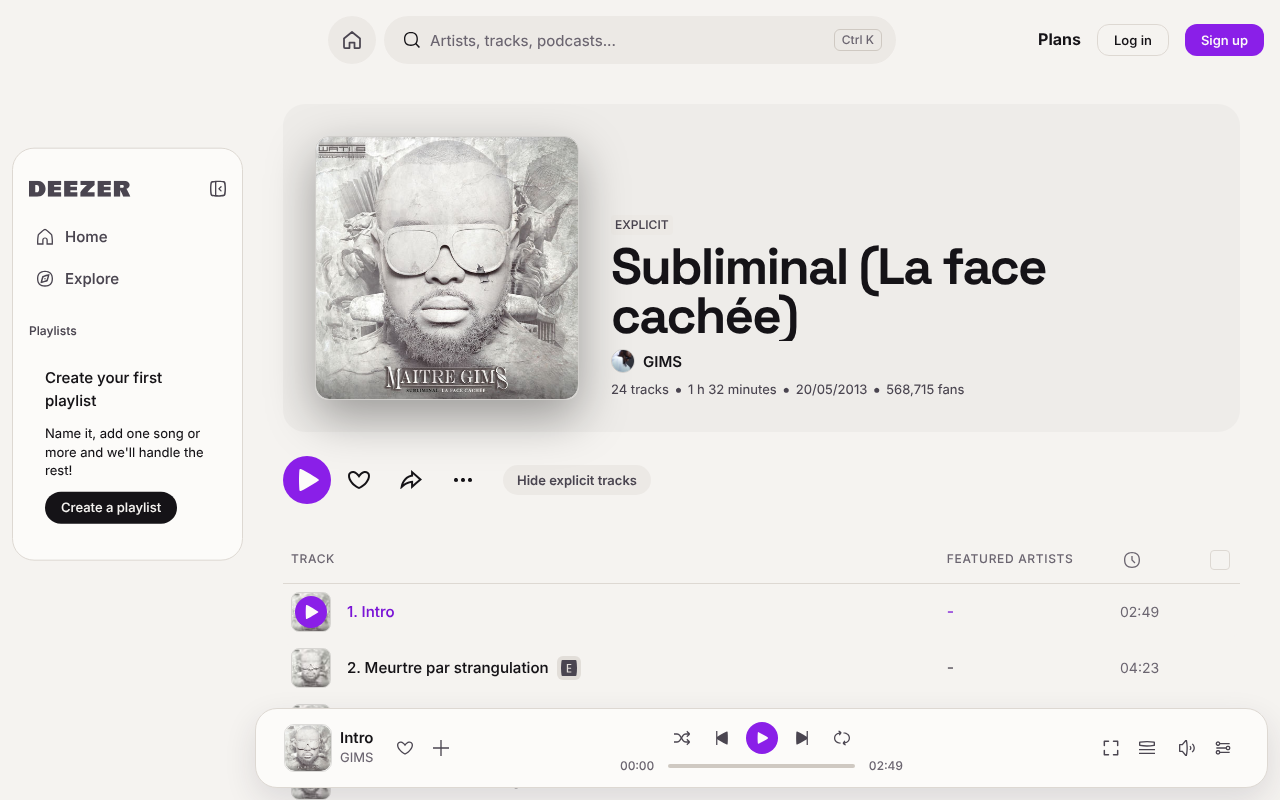 Artists, tracks, podcasts...
Ctrl K
Plans
Log in
Sign up
DEEZER
Home
Explore
Playlists
Create your first
playlist
Name it, add one song or
more and we'll handle the
rest!
Create a playlist
MAITRE GIMS
SUBLIMINAL LA FACE CACHÉE
EXPLICIT
Subliminal (La face
cachée)
GIMS
24 tracks • 1 h 32 minutes • 20/05/2013 • 568,715 fans
Hide explicit tracks
TRACK
FEATURED ARTISTS
1. Intro
-
02:49
2. Meurtre par strangulation
E
-
04:23
Intro
GIMS
00:00
02:49